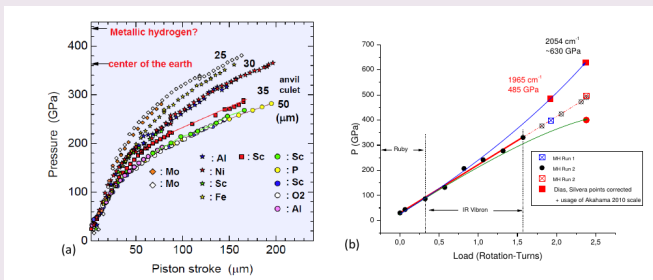 Metallic hydrogen?
center of the earth
400
300
200
100
0
Pressure (GPa)
25
30
35
50
anvil
culet
(μm)
: Mo
: Mo
: Al
: Ni
: Sc
: Fe
: Sc
: P
: Sc
: O2
: Al
0 50 100 150 200
Piston stroke (μm)
(a)
700
600
500
400
300
200
100
0
P (GPa)
2054 cm⁻¹
~630 GPa
1965 cm⁻¹
485 GPa
Ruby
IR Vibron
MH Run 1
MH Run 2
MH Run 2
Dias, Silvera points corrected
+ usage of Akahama 2010 scale
0,0 0,5 1,0 1,5 2,0 2,5
Load (Rotation-Turns)
(b)